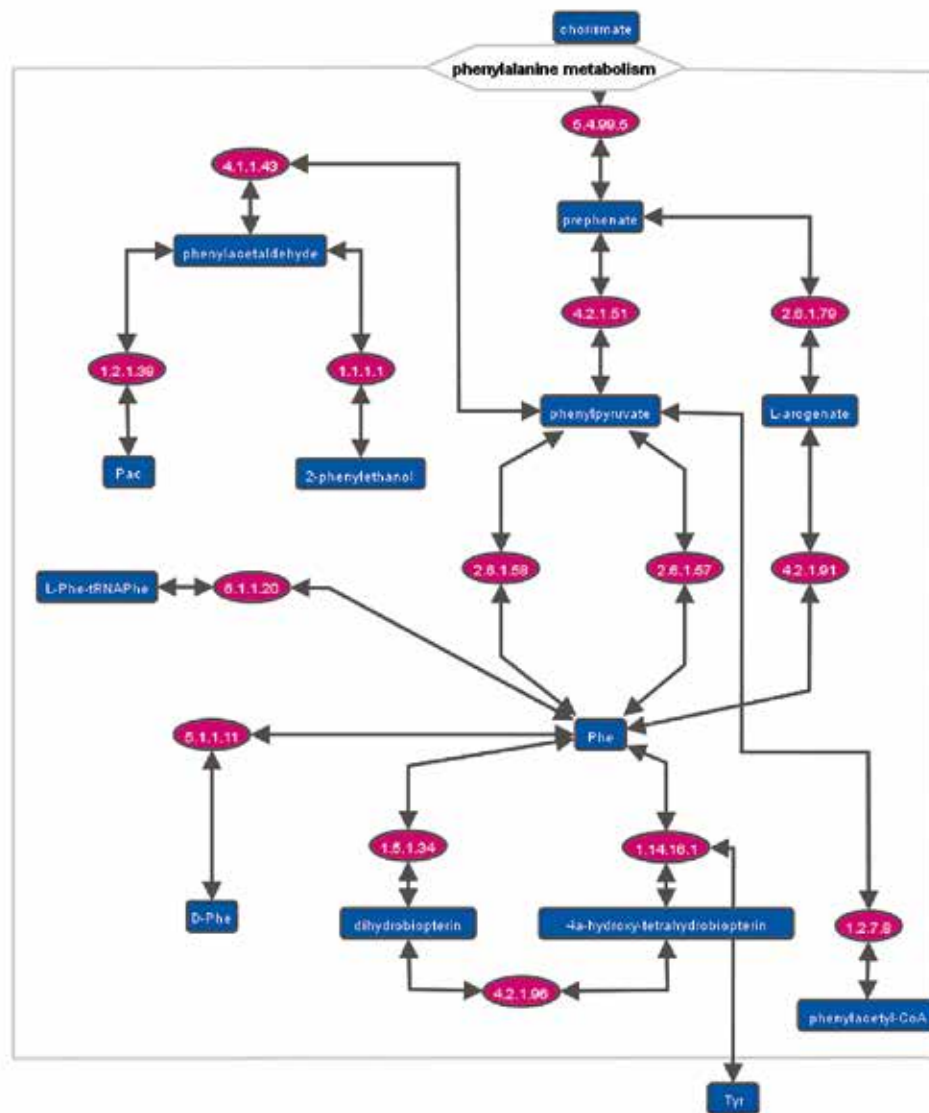 chorismate
phenylalanine metabolism
5.4.99.5
4.1.1.43
prephenate
phenylacetaldehyde
4.2.1.51
2.6.1.79
1.2.1.39
1.1.1.1
phenylpyruvate
L-arogenate
Pac
2-phenylethanol
2.6.1.58
2.6.1.57
4.2.1.91
L-Phe-tRNAPhe
6.1.1.20
5.1.1.11
Phe
1.5.1.34
1.14.16.1
D-Phe
dihydrobiopterin
4a-hydroxy-tetrahydrobiopterin
1.2.7.8
4.2.1.96
phenylacetyl-CoA
Tyr